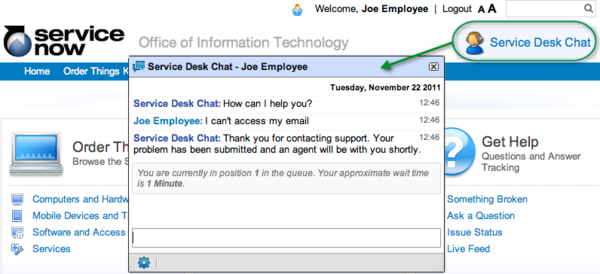 Welcome, Joe Employee | Logout A A
service now
Office of Information Technology
Service Desk Chat
Home Order Things K
Service Desk Chat - Joe Employee
Tuesday, November 22 2011
Service Desk Chat: How can I help you? 12:46
Joe Employee: I can't access my email 12:46
Service Desk Chat: Thank you for contacting support. Your 12:46
problem has been submitted and an agent will be with you shortly.
You are currently in position 1 in the queue. Your approximate wait time
is 1 Minute.
Order Th
Browse the S
Computers and Hardw
Mobile Devices and T
Software and Access
Services
Get Help
Questions and Answer
Tracking
Something Broken
Ask a Question
Issue Status
Live Feed